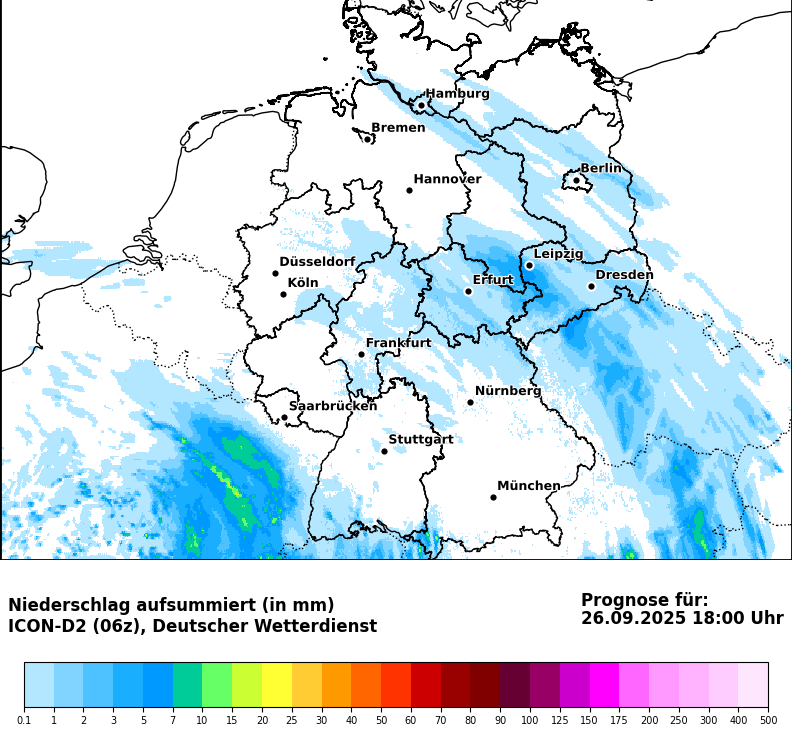 Hamburg
Bremen
Berlin
Hannover
Leipzig
Düsseldorf
Dresden
Erfurt
Köln
Frankfurt
Nürnberg
Saarbrücken
Stuttgart
München
Niederschlag aufsummiert (in mm)
ICON-D2 (06z), Deutscher Wetterdienst
Prognose für:
26.09.2025 18:00 Uhr
0.1 1 2 3 5 7 10 15 20 25 30 40 50 60 70 80 90 100 125 150 175 200 250 300 400 500